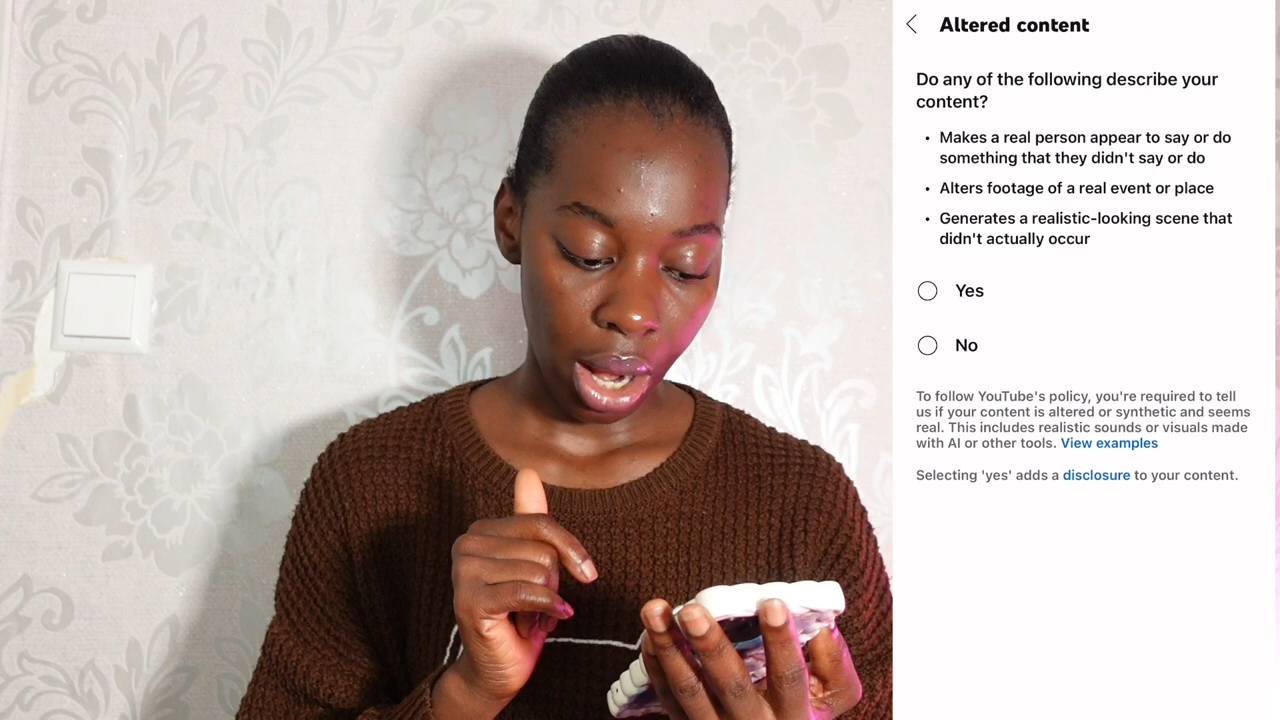 Altered content
Do any of the following describe your
content?
• Makes a real person appear to say or do
something that they didn't say or do
• Alters footage of a real event or place
• Generates a realistic-looking scene that
didn't actually occur
Yes
No
To follow YouTube's policy, you're required to tell
us if your content is altered or synthetic and seems
real. This includes realistic sounds or visuals made
with AI or other tools. View examples
Selecting 'yes' adds a disclosure to your content.